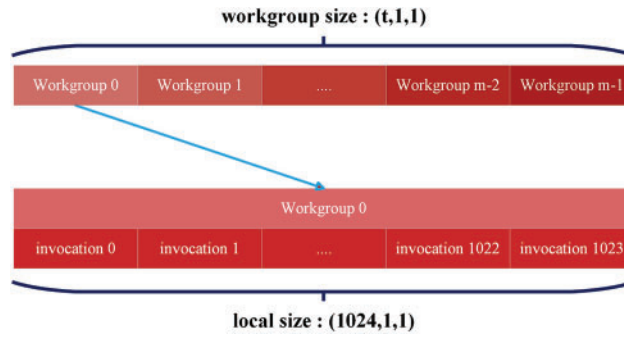 workgroup size : (t,1,1)
Workgroup 0 Workgroup 1 .... Workgroup m-2 Workgroup m-1
Workgroup 0
invocation 0 invocation 1 .... invocation 1022 invocation 1023
local size : (1024,1,1)